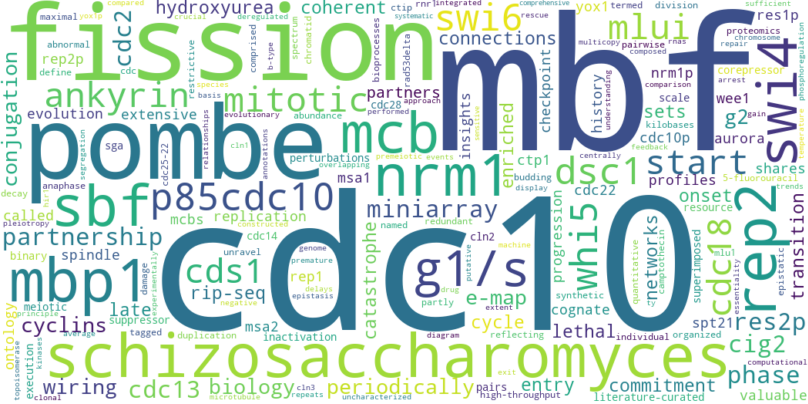 fission
hydroxyurea
coherent
ctip
rnr1
integrated
systematic
swi6
connections
yox1
mlui
rnas
comprehensive
multicopy
pairwise
comparison
termed
division
spectrum
res1p
proteomics
chromosome
repair
sufficient
phosphoregulation
crucial
deregulated
yox1p
maximal
compared
cdc2
restrictive
chromatid
b-type
rad53delta
bioprocesses
comprised
abnormal
rep2p
define
cdc
species
basis
ankyrin
mitotic
partners
approach
cdc28
performed
mbf
checkpoint
history
nrm1p
scale
sets
wee1
understanding
corepressor
arrest
gain
swi4
conjugation
evolution
extensive
sga
segregation
cdc25-22
relationships
evolutionary
cln1
annotations
abundance
perturbations
overlapping
insights
enriched
cdc10p
kilobases
g2
aurora
pombe
mcb
premeiotic
events
msa1
budding
display
ctp1
dsc1
centrally
feedback
start
shares
5-fluorouracil
trends
decay
anaphase
called
sbf
p85cdc10
nrm1
miniarray
cdc22
profiles
onset
resource
transition
mcbs
replication
constructed
named
redundant
whi5
progression
networks
quantitative
camptothecin
superimposed
cdc18
rep2
variables
partnership
pleiotropy
binary
spindle
cdc14
genome
unravel
premature
delays
cln2
machine
putative
epistatic
essentiality
mbp1
damage
experimentally
cds1
rep1
epistasis
cdc10
g1/s
catastrophe
e-map
drug
cognate
synthetic
spt21
res2p
ontology
late
meiotic
rip-seq
negative
cyclins
suppressor
msa2
partly
extent
cycle
lethal
individual
organized
execution
kinases
tagged
average
principle
duplication
inactivation
reflecting
diagram
schizosaccharomyces
cig2
computational
wiring
topoisomerase
clonal
cdc13
biology
microtubule
cln3
repeats
periodically
uncharacterized
exit
pairs
high-throughput
entry
commitment
literature-curated
phase
valuable